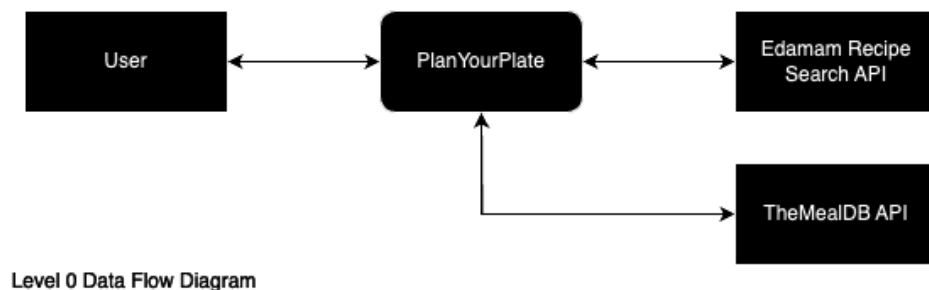 User
PlanYourPlate
Edamam Recipe
Search API
TheMealDB API
Level 0 Data Flow Diagram